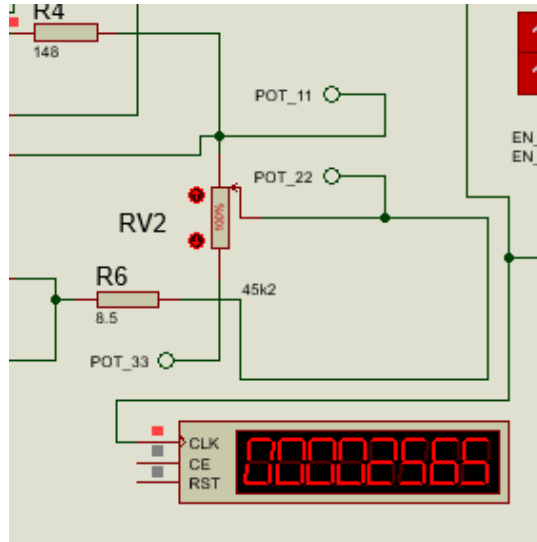 R4
148
POT_11
EN_
EN_
POT_22
100%
RV2
R6
45k2
8.5
POT_33
CLK
CE
RST
00002565